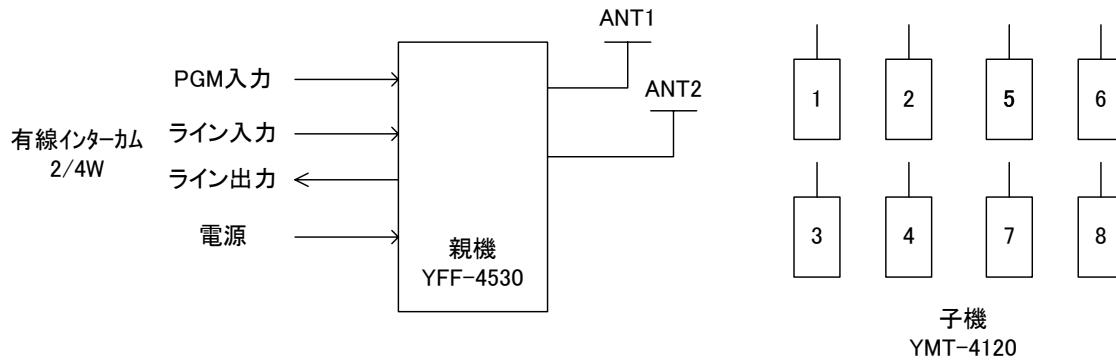 ANT1
ANT2
PGM入力
有線インターカム
2/4W
ライン入力
ライン出力
電源
親機
YFF-4530
1
2
5
6
3
4
7
8
子機
YMT-4120